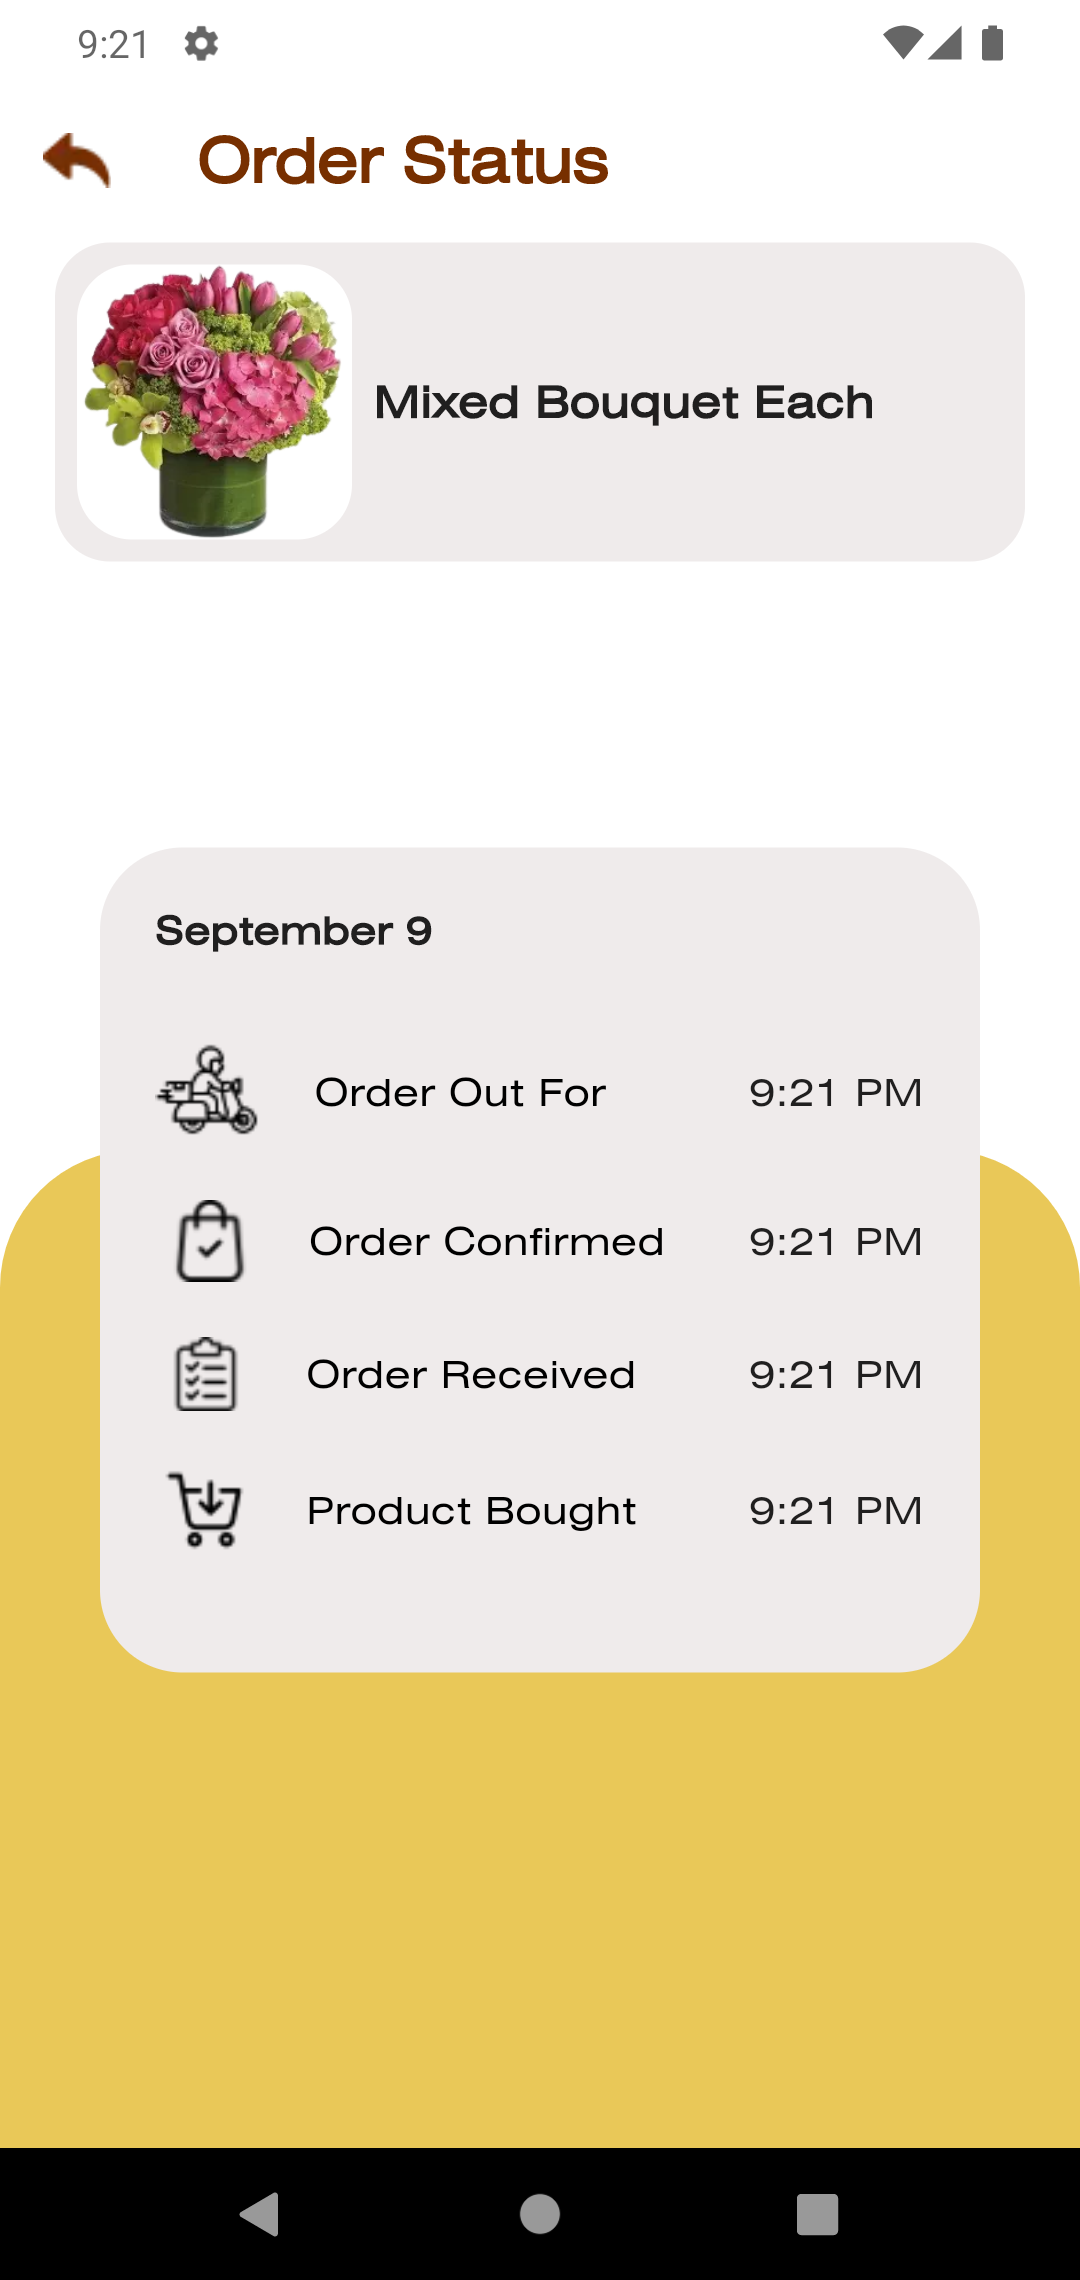 9:21
Order Status
Mixed Bouquet Each
September 9
Order Out For 9:21 PM
Order Confirmed 9:21 PM
Order Received 9:21 PM
Product Bought 9:21 PM